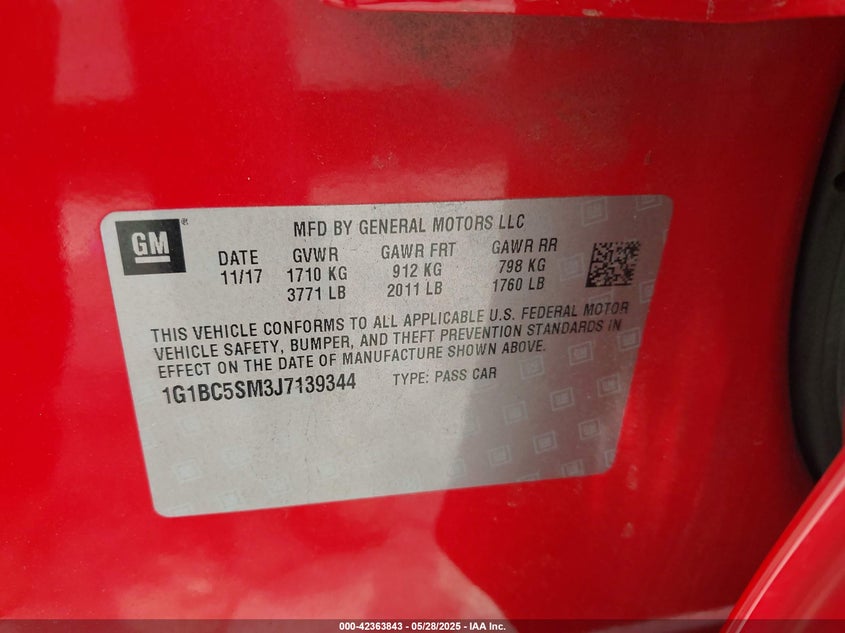 GM
MFD BY GENERAL MOTORS LLC
DATE GVWR GAWR FRT GAWR RR
11/17 1710 KG 912 KG 798 KG
3771 LB 2011 LB 1760 LB
THIS VEHICLE CONFORMS TO ALL APPLICABLE U.S. FEDERAL MOTOR
VEHICLE SAFETY, BUMPER, AND THEFT PREVENTION STANDARDS IN
EFFECT ON THE DATE OF MANUFACTURE SHOWN ABOVE.
1G1BC5SM3J7139344 TYPE: PASS CAR
000-42363843 — 05/28/2025 - IAA Inc.